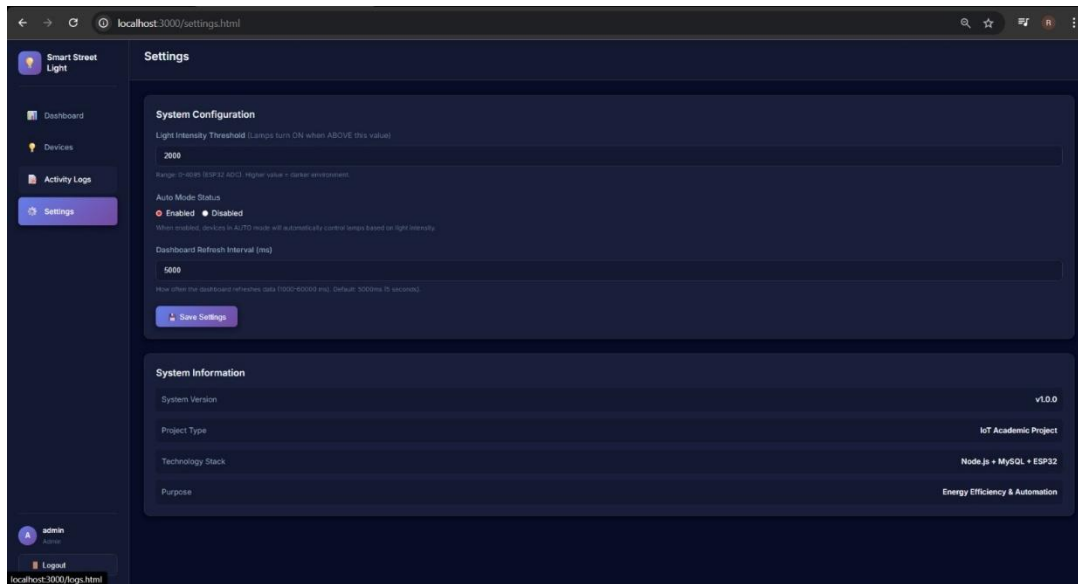 localhost:3000/settings.html
R
Smart Street
Light
Settings
Dashboard
Devices
Activity Logs
Settings
System Configuration
Light Intensity Threshold (Lamps turn ON when ABOVE this value)
2000
Range: 0-4095 (ESP32 ADC). Higher value = darker environment.
Auto Mode Status
Enabled Disabled
When enabled, devices in AUTO mode will automatically control lamps based on light intensity.
Dashboard Refresh Interval (ms)
5000
How often the dashboard refreshes data (1000-60000 ms). Default: 5000ms (5 seconds).
Save Settings
System Information
System Version v1.0.0
Project Type IoT Academic Project
Technology Stack Node.js + MySQL + ESP32
Purpose Energy Efficiency & Automation
A
admin
Admin
Logout
localhost:3000/logs.html